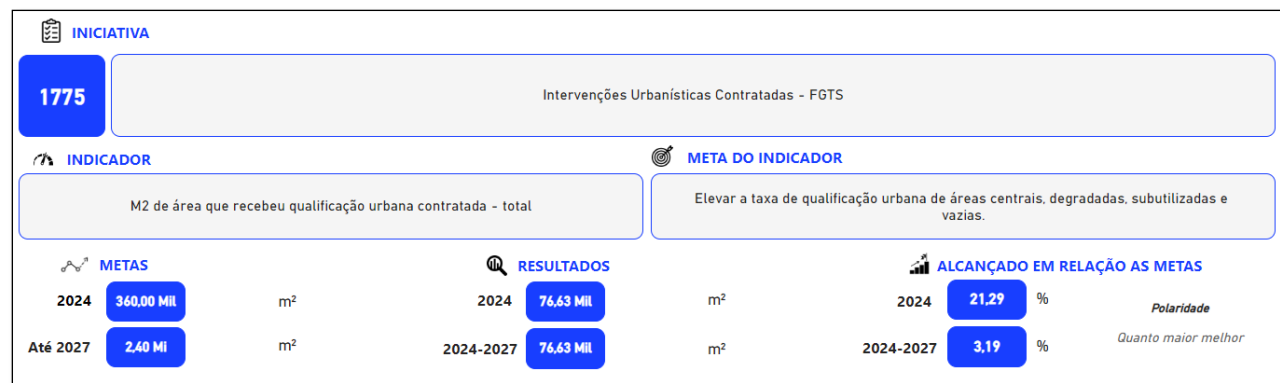 INICIATIVA
1775
Intervenções Urbanísticas Contratadas - FGTS
INDICADOR
META DO INDICADOR
M2 de área que recebeu qualificação urbana contratada - total
Elevar a taxa de qualificação urbana de áreas centrais, degradadas, subutilizadas e
vazias.
METAS
RESULTADOS
ALCANÇADO EM RELAÇÃO AS METAS
2024 360,00 Mil m² 2024 76,63 Mil m² 2024 21,29 % Polaridade
Até 2027 2,40 Mi m² 2024-2027 76,63 Mil m² 2024-2027 3,19 % Quanto maior melhor